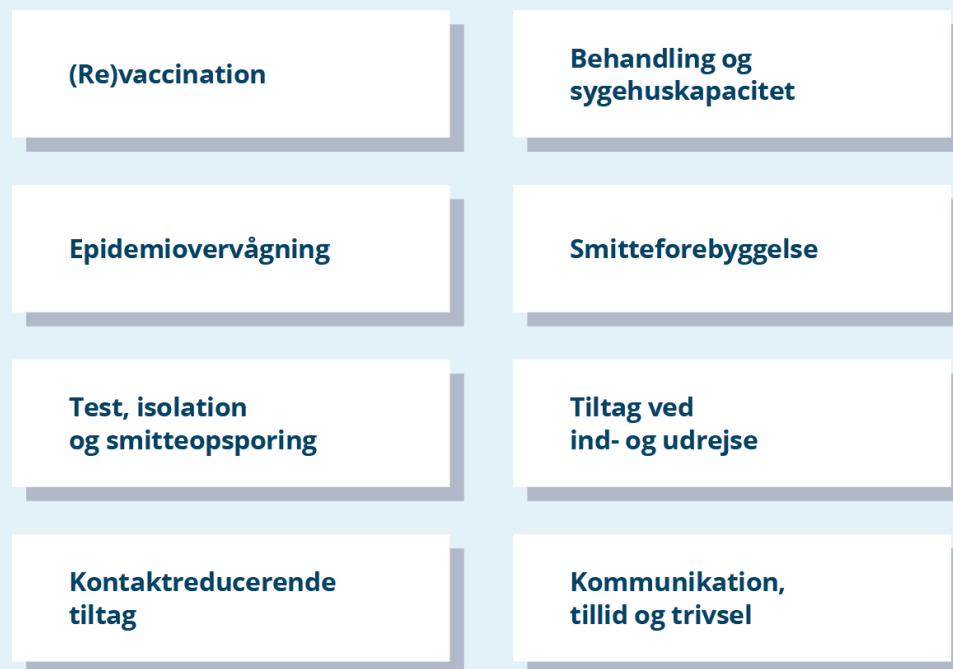 (Re)vaccination
Behandling og
sygehuskapacitet
Epidemiovervågning
Smitteforebyggelse
Test, isolation
og smitteopsporing
Tiltag ved
ind- og udrejse
Kontaktreducerende
tiltag
Kommunikation,
tillid og trivsel